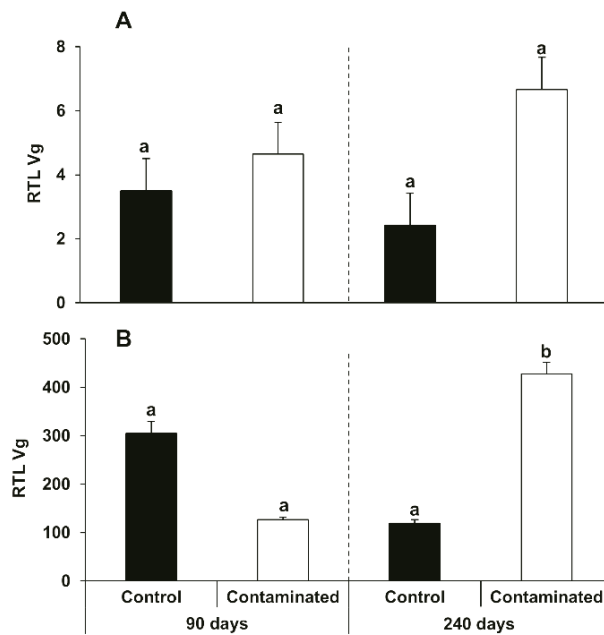 A
8
6
4
2
0
RTL Vg
a
a
a
a
B
500
400
300
200
100
0
RTL Vg
a
a
a
b
Control Contaminated Control Contaminated
90 days 240 days